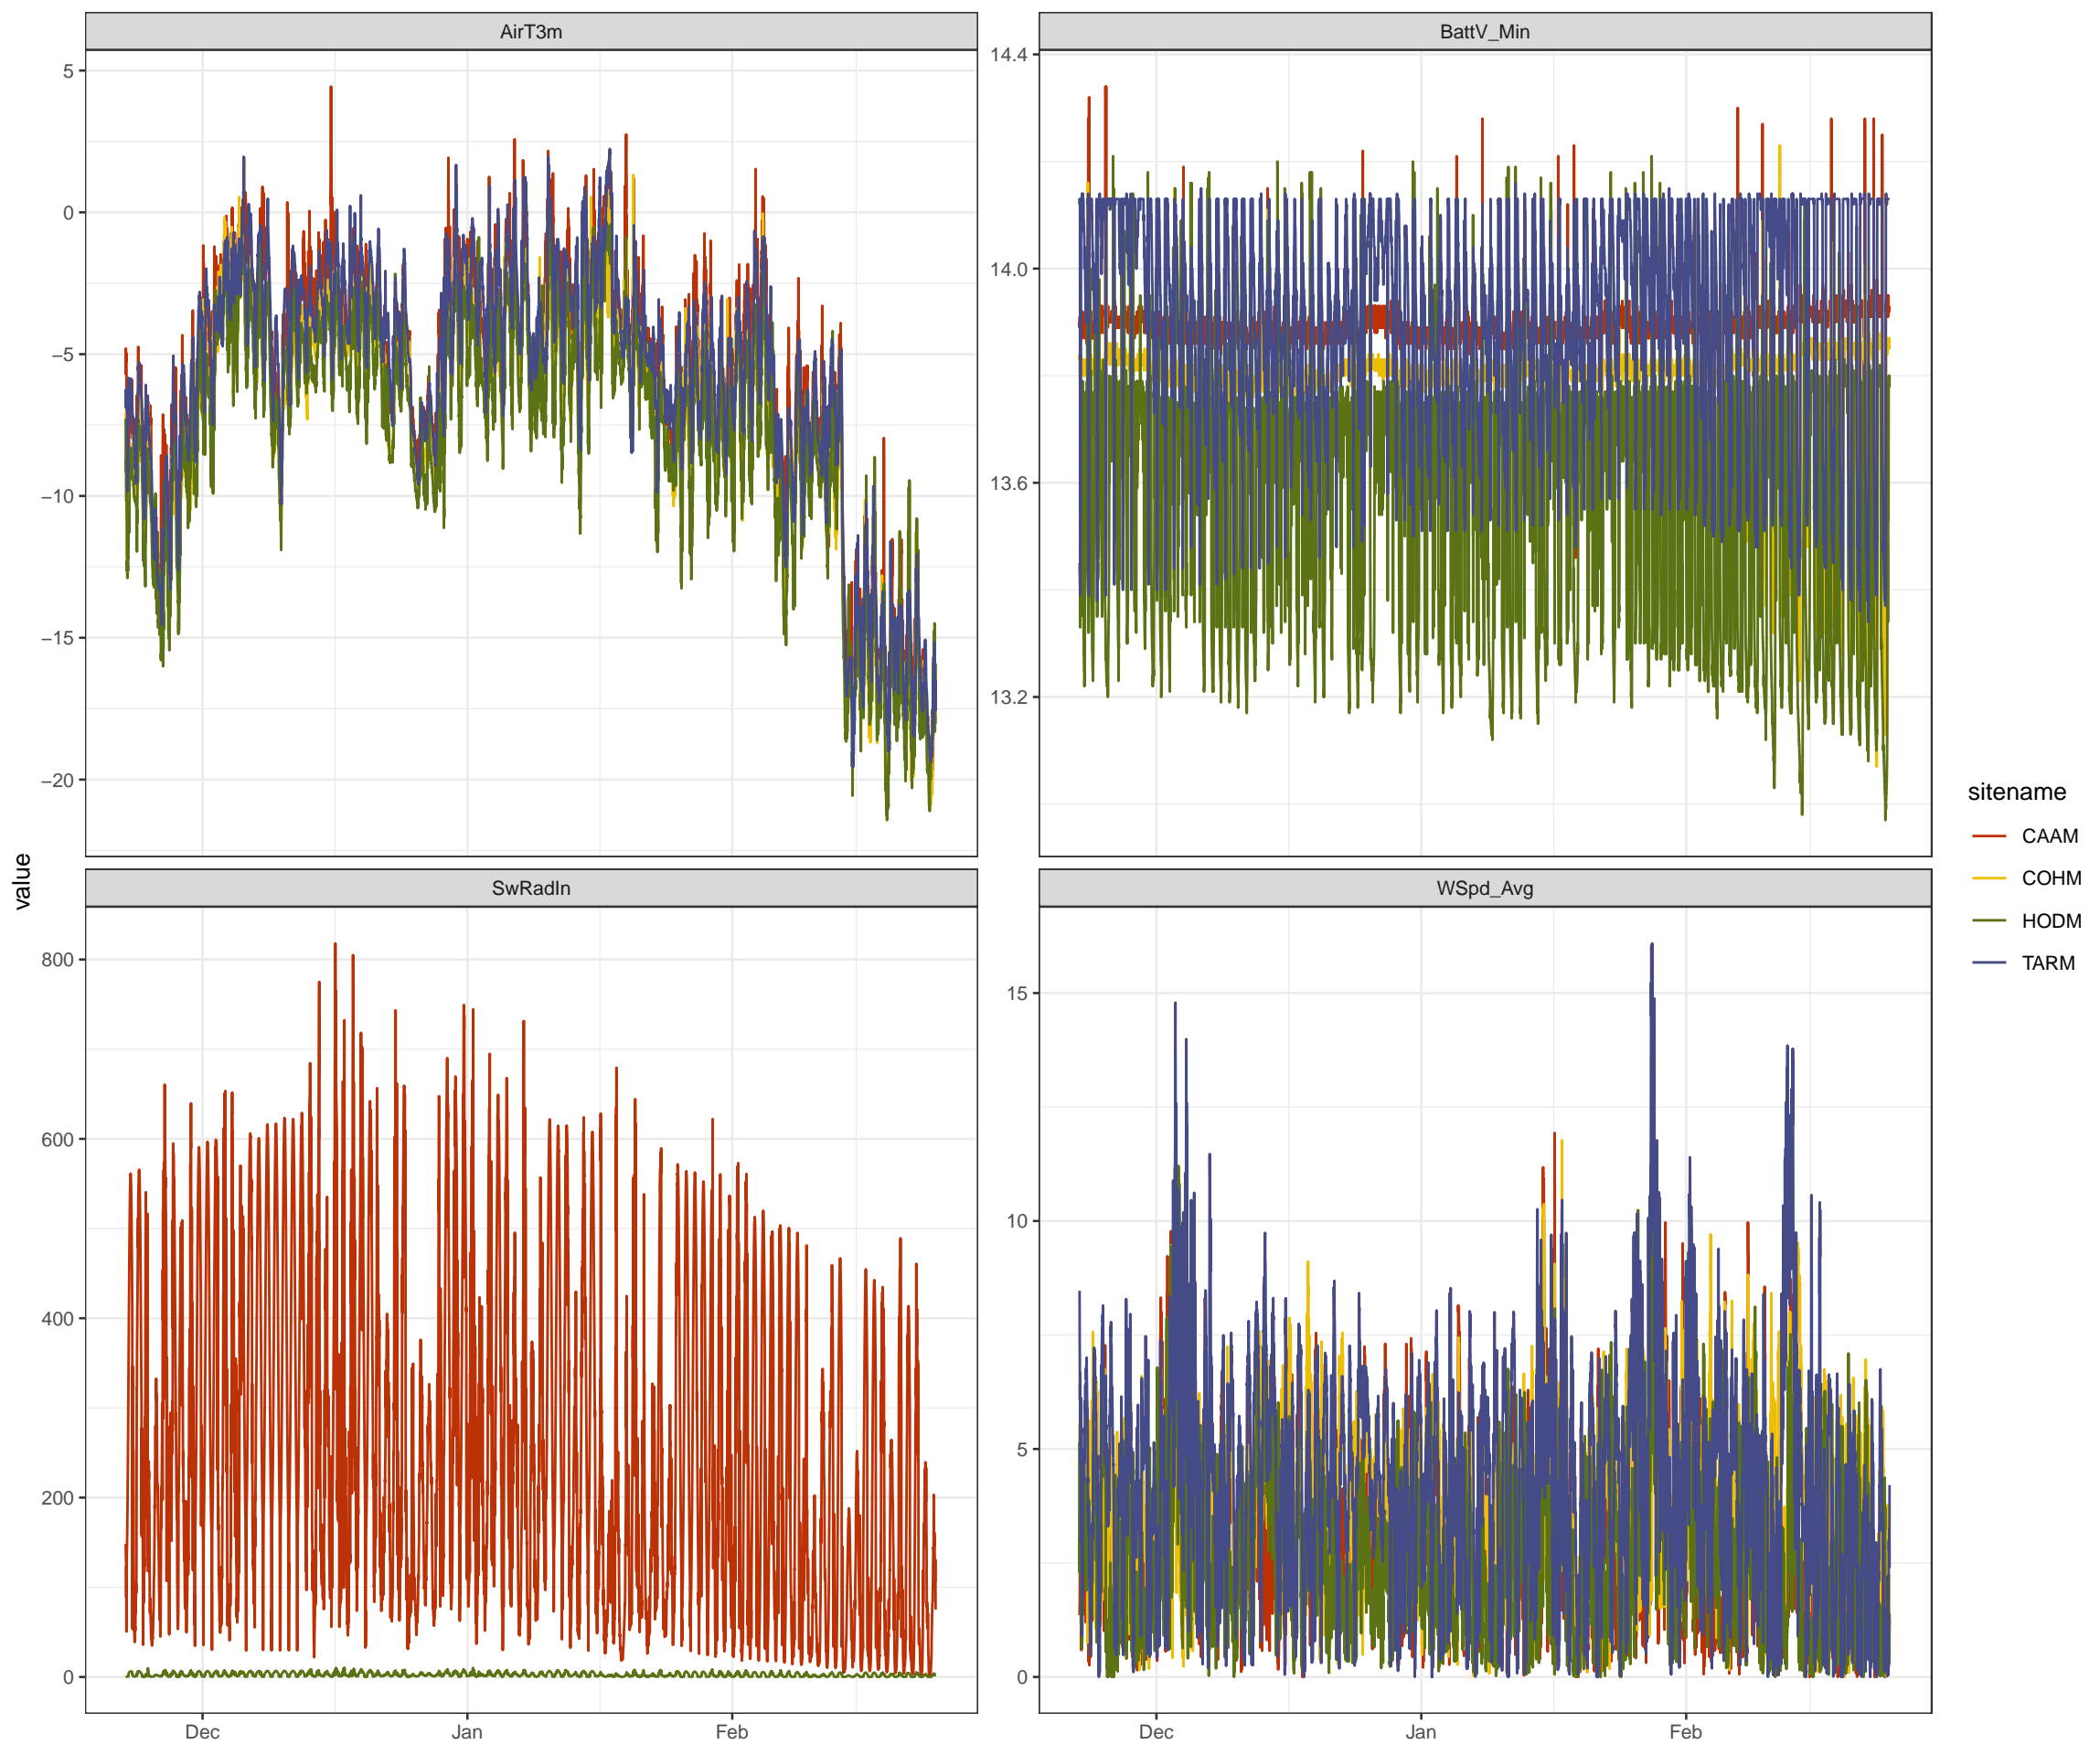 AirT3m
BattV_Min
5
0
−5
−10
−15
−20
14.4
14.0
13.6
13.2
value
SwRadIn
WSpd_Avg
800
600
400
200
0
15
10
5
0
Dec
Jan
Feb
Dec
Jan
Feb
sitename
CAAM
COHM
HODM
TARM